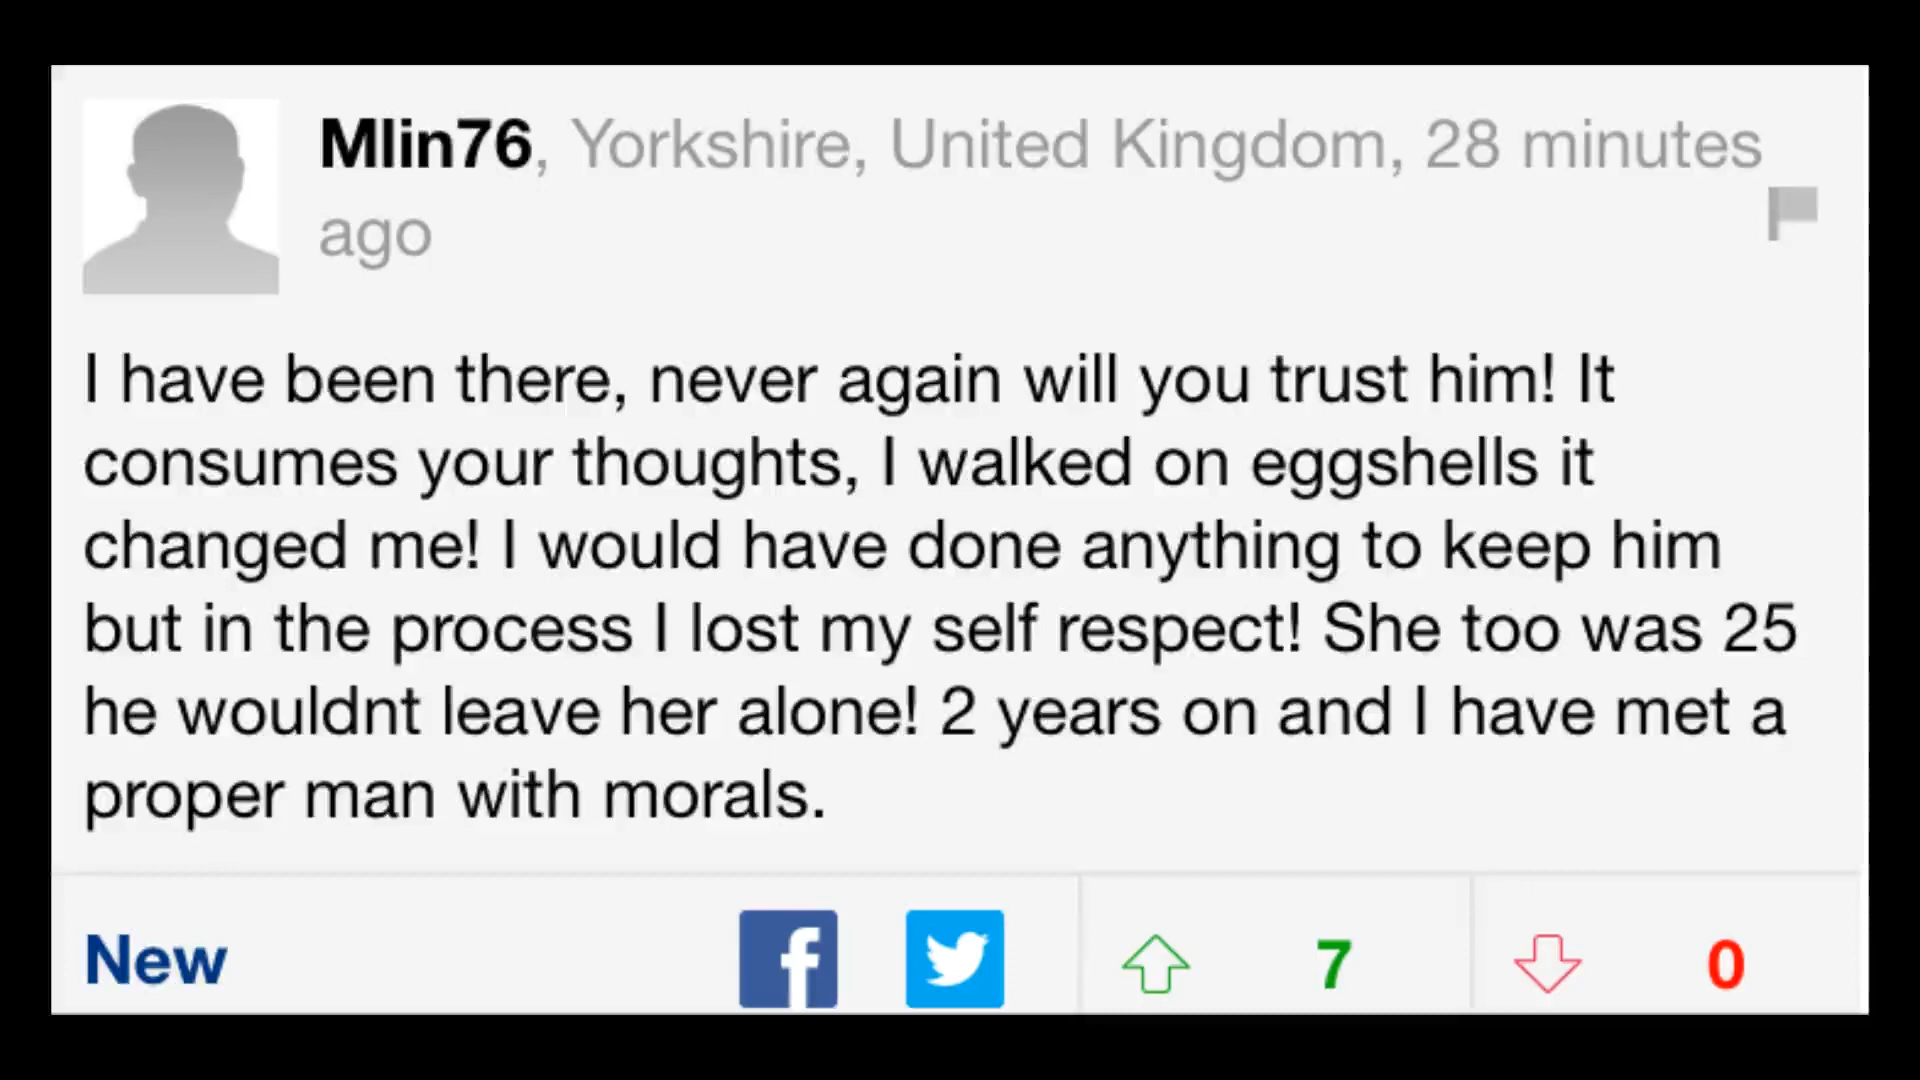 Mlin76, Yorkshire, United Kingdom, 28 minutes
ago
I have been there, never again will you trust him! It
consumes your thoughts, I walked on eggshells it
changed me! I would have done anything to keep him
but in the process I lost my self respect! She too was 25
he wouldnt leave her alone! 2 years on and I have met a
proper man with morals.
New
f
7
0